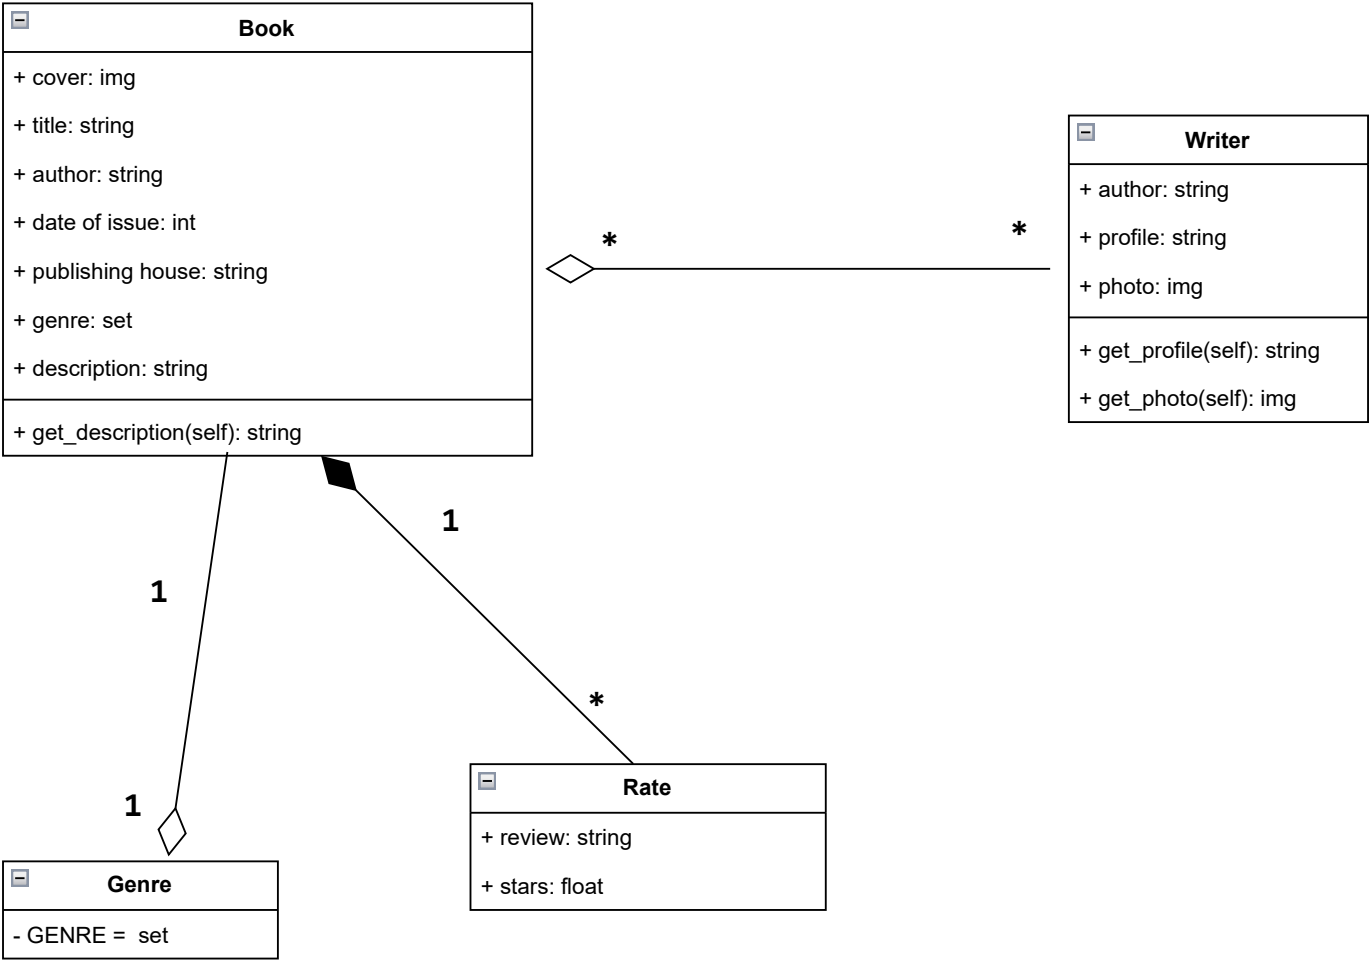 Book
+ cover: img
+ title: string
+ author: string
+ date of issue: int
+ publishing house: string
+ genre: set
+ description: string
+ get_description(self): string
*
*
Writer
+ author: string
+ profile: string
+ photo: img
+ get_profile(self): string
+ get_photo(self): img
1
1
*
1
Rate
+ review: string
+ stars: float
Genre
- GENRE =  set